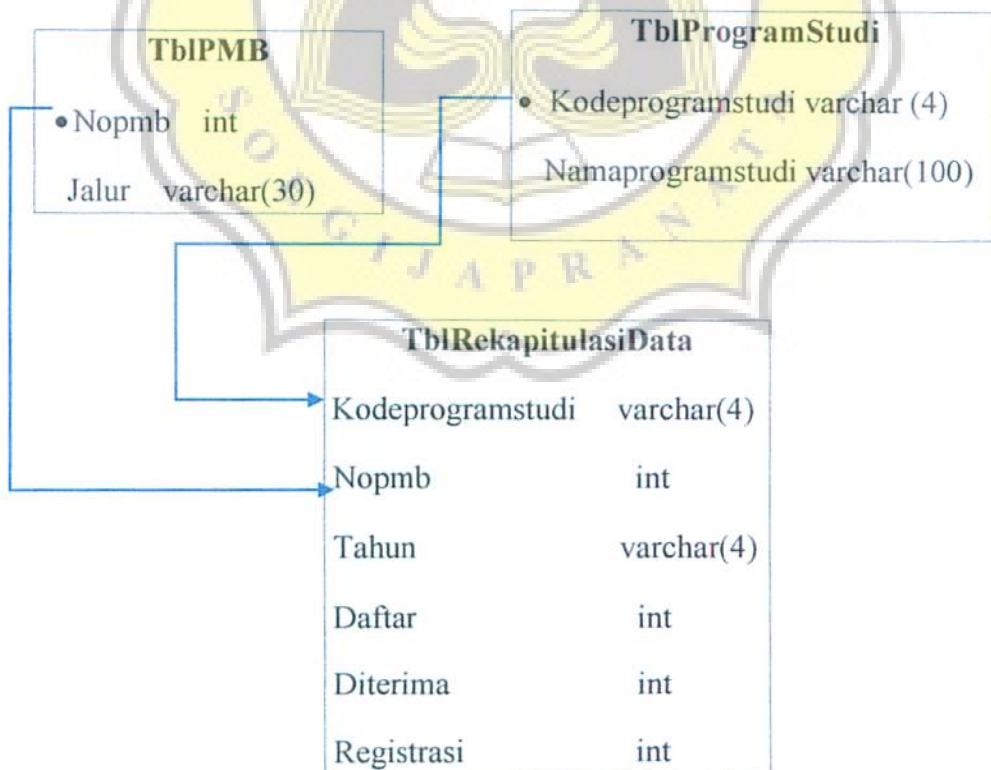 TblPMB
•Nopmb int
Jalur varchar(30)
TblProgramStudi
• Kodeprogramstudi varchar (4)
Namaprogramstudi varchar(100)
SOEGIJAPRANATA
TblRekapitulasiData
Kodeprogramstudi varchar(4)
Nopmb int
Tahun varchar(4)
Daftar int
Diterima int
Registrasi int